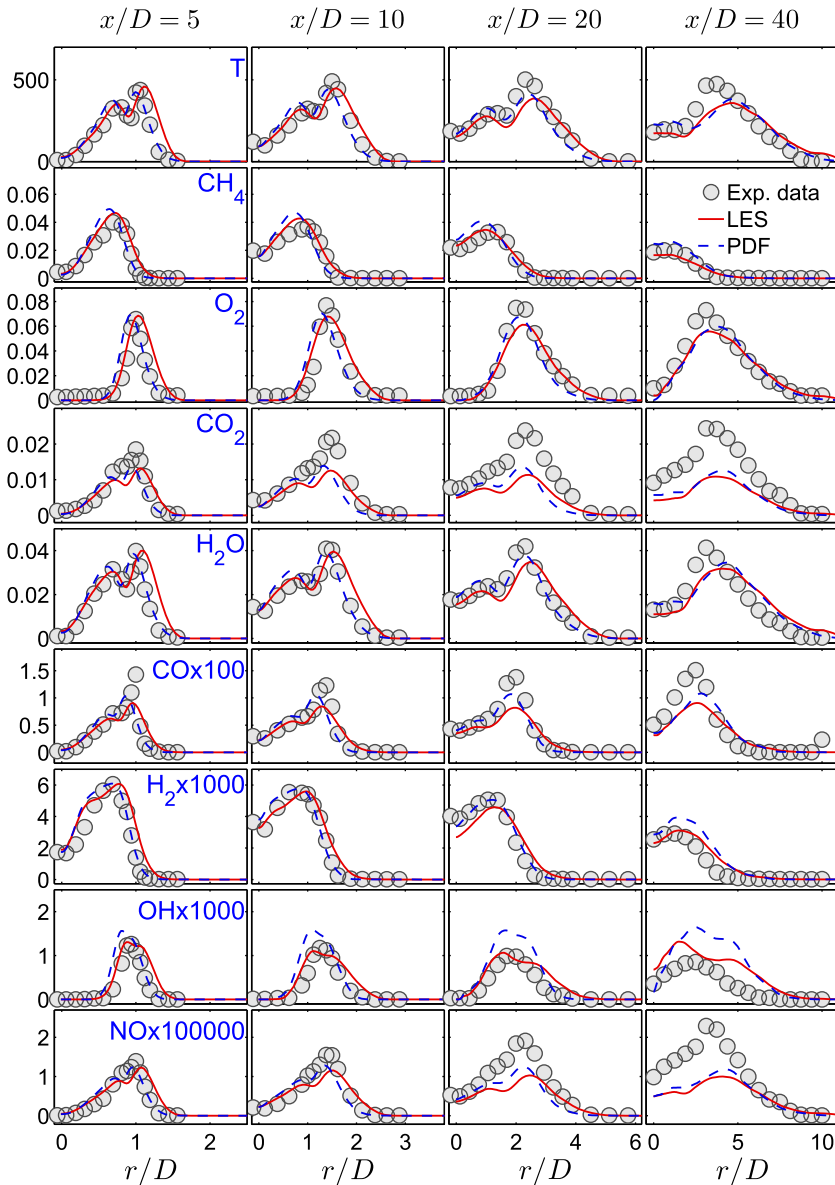 x/D = 5 x/D = 10 x/D = 20 x/D = 40
500
0
T
0.06
0.04
0.02
0
CH4
Exp. data
LES
PDF
0.08
0.06
0.04
0.02
0
O2
0.02
0.01
0
CO2
0.04
0.02
0
H2O
1.5
1
0.5
0
COx100
6
4
2
0
H2x1000
2
1
0
OHx1000
2
1
0
NOx100000
0 1 2 0 1 2 3 0 2 4 6 0 5 10
r/D r/D r/D r/D